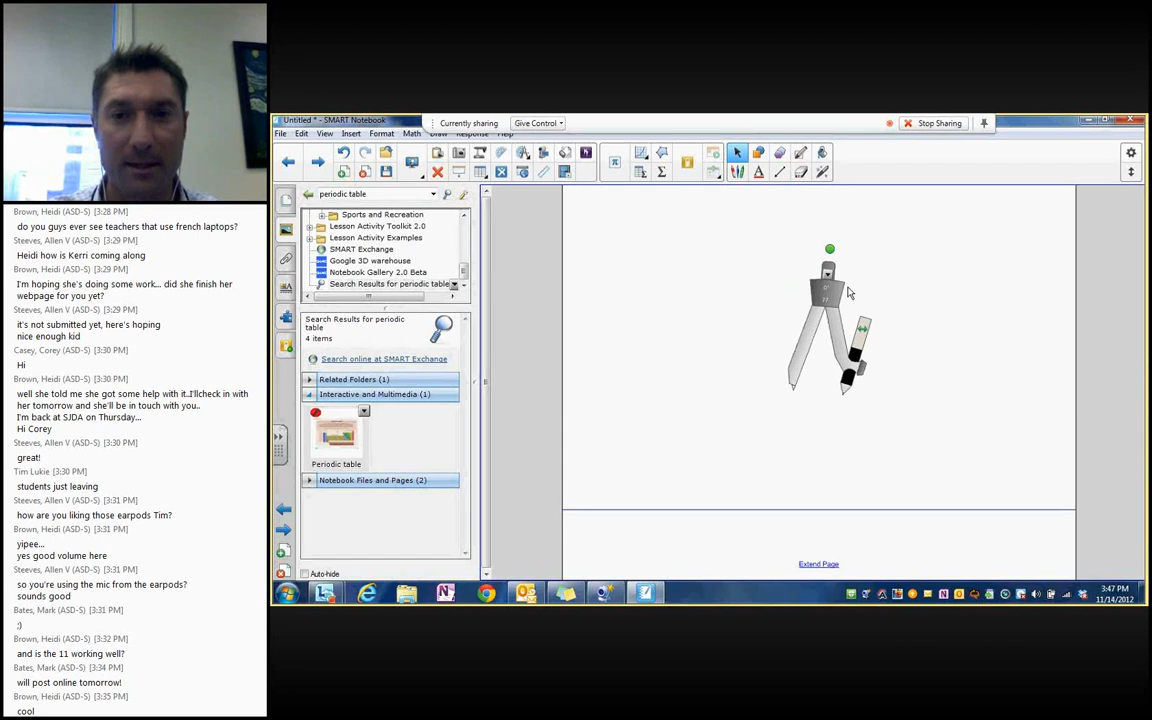 Brown, Heidi (ASD-S) [3:28 PM]
do you guys ever see teachers that use french laptops?
Steeves, Allen V (ASD-S) [3:29 PM]
Heidi how is Kerri coming along
Brown, Heidi (ASD-S) [3:29 PM]
I'm hoping she's doing some work... did she finish her
webpage for you yet?
Steeves, Allen V (ASD-S) [3:29 PM]
it's not submitted yet, here's hoping
nice enough kid
Casey, Corey (ASD-S) [3:30 PM]
Hi
Brown, Heidi (ASD-S) [3:30 PM]
well she told me she got some help with it..I'llcheck in with
her tomorrow and she'll be in touch with you..
I'm back at SJDA on Thursday...
Hi Corey
Steeves, Allen V (ASD-S) [3:30 PM]
great!
Tim Lukie [3:30 PM]
students just leaving
Steeves, Allen V (ASD-S) [3:31 PM]
how are you liking those earpods Tim?
Brown, Heidi (ASD-S) [3:31 PM]
yipee...
yes good volume here
Steeves, Allen V (ASD-S) [3:31 PM]
so you're using the mic from the earpods?
sounds good
Bates, Mark (ASD-S) [3:31 PM]
;)
Brown, Heidi (ASD-S) [3:32 PM]
and is the 11 working well?
Bates, Mark (ASD-S) [3:34 PM]
will post online tomorrow!
Brown, Heidi (ASD-S) [3:35 PM]
cool
Untitled * - SMART Notebook
Currently sharing
Give Control
Stop Sharing
File Edit View Insert Format Math Draw Response Help
periodic table
Sports and Recreation
Lesson Activity Toolkit 2.0
Lesson Activity Examples
SMART Exchange
Google 3D warehouse
Notebook Gallery 2.0 Beta
Search Results for periodic table
Search Results for periodic
table
4 items
Search online at SMART Exchange
Related Folders (1)
Interactive and Multimedia (1)
Periodic table
Notebook Files and Pages (2)
Auto-hide
Extend Page
3:47 PM
11/14/2012